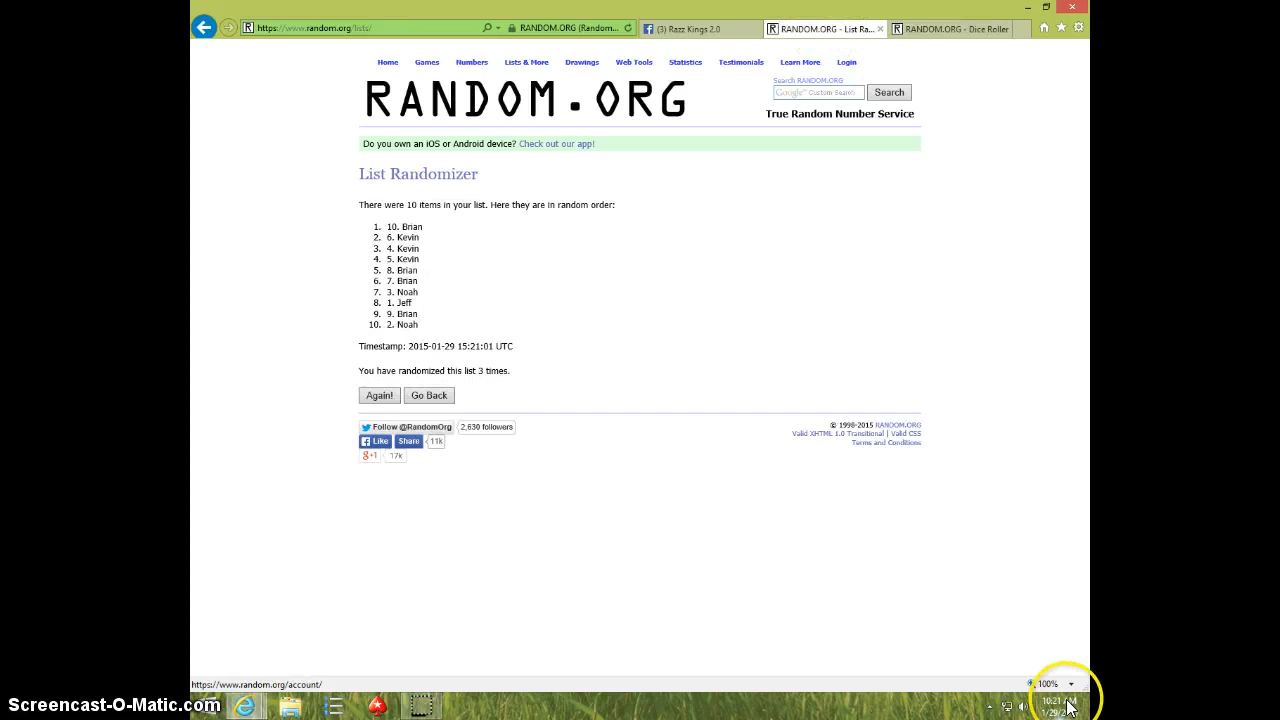 https://www.random.org/lists/
RANDOM.ORG (Random...
(3) Razz Kings 2.0
RANDOM.ORG - List Ra...
RANDOM.ORG - Dice Roller
Home Games Numbers Lists & More Drawings Web Tools Statistics Testimonials Learn More Login
RANDOM.ORG
Search RANDOM.ORG
Google™ Custom Search
Search
True Random Number Service
Do you own an iOS or Android device? Check out our app!
List Randomizer
There were 10 items in your list. Here they are in random order:
1. 10. Brian
2. 6. Kevin
3. 4. Kevin
4. 5. Kevin
5. 8. Brian
6. 7. Brian
7. 3. Noah
8. 1. Jeff
9. 9. Brian
10. 2. Noah
Timestamp: 2015-01-29 15:21:01 UTC
You have randomized this list 3 times.
Again! Go Back
Follow @RandomOrg 2,630 followers
Like Share 11k
g+1 17k
© 1998-2015 RANDOM.ORG
Valid XHTML 1.0 Transitional | Valid CSS
Terms and Conditions
https://www.random.org/account/
100%
10:21 AM
Screencast-O-Matic.com